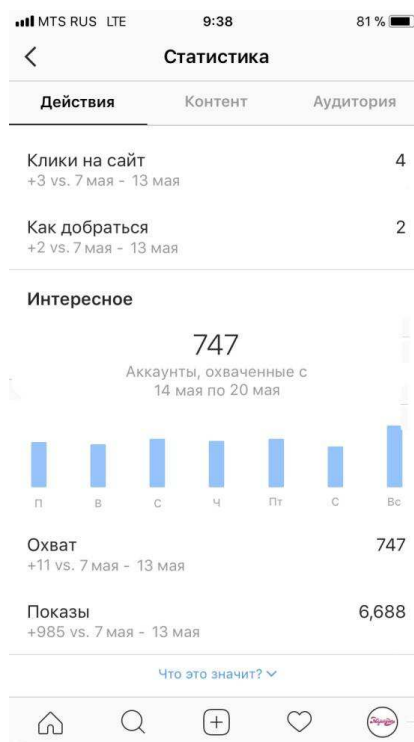 MTS RUS LTE 9:38 81 %
Статистика
Действия Контент Аудитория
Клики на сайт 4
+3 vs. 7 мая - 13 мая
Как добраться 2
+2 vs. 7 мая - 13 мая
Интересное
747
Аккаунты, охваченные с
14 мая по 20 мая
П В С Ч Пт С Вс
Охват 747
+11 vs. 7 мая - 13 мая
Показы 6,688
+985 vs. 7 мая - 13 мая
Что это значит?